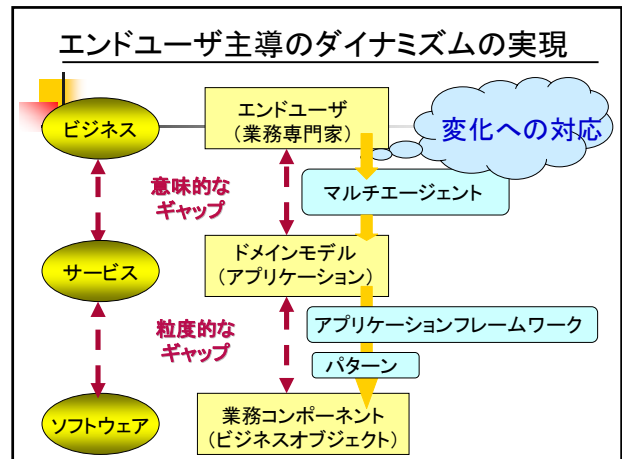 エンドユーザ主導のダイナミズムの実現
ビジネス
エンドユーザ
(業務専門家)
変化への対応
意味的な
ギャップ
マルチエージェント
サービス
ドメインモデル
(アプリケーション)
粒度的な
ギャップ
アプリケーションフレームワーク
パターン
ソフトウェア
業務コンポーネント
(ビジネスオブジェクト)